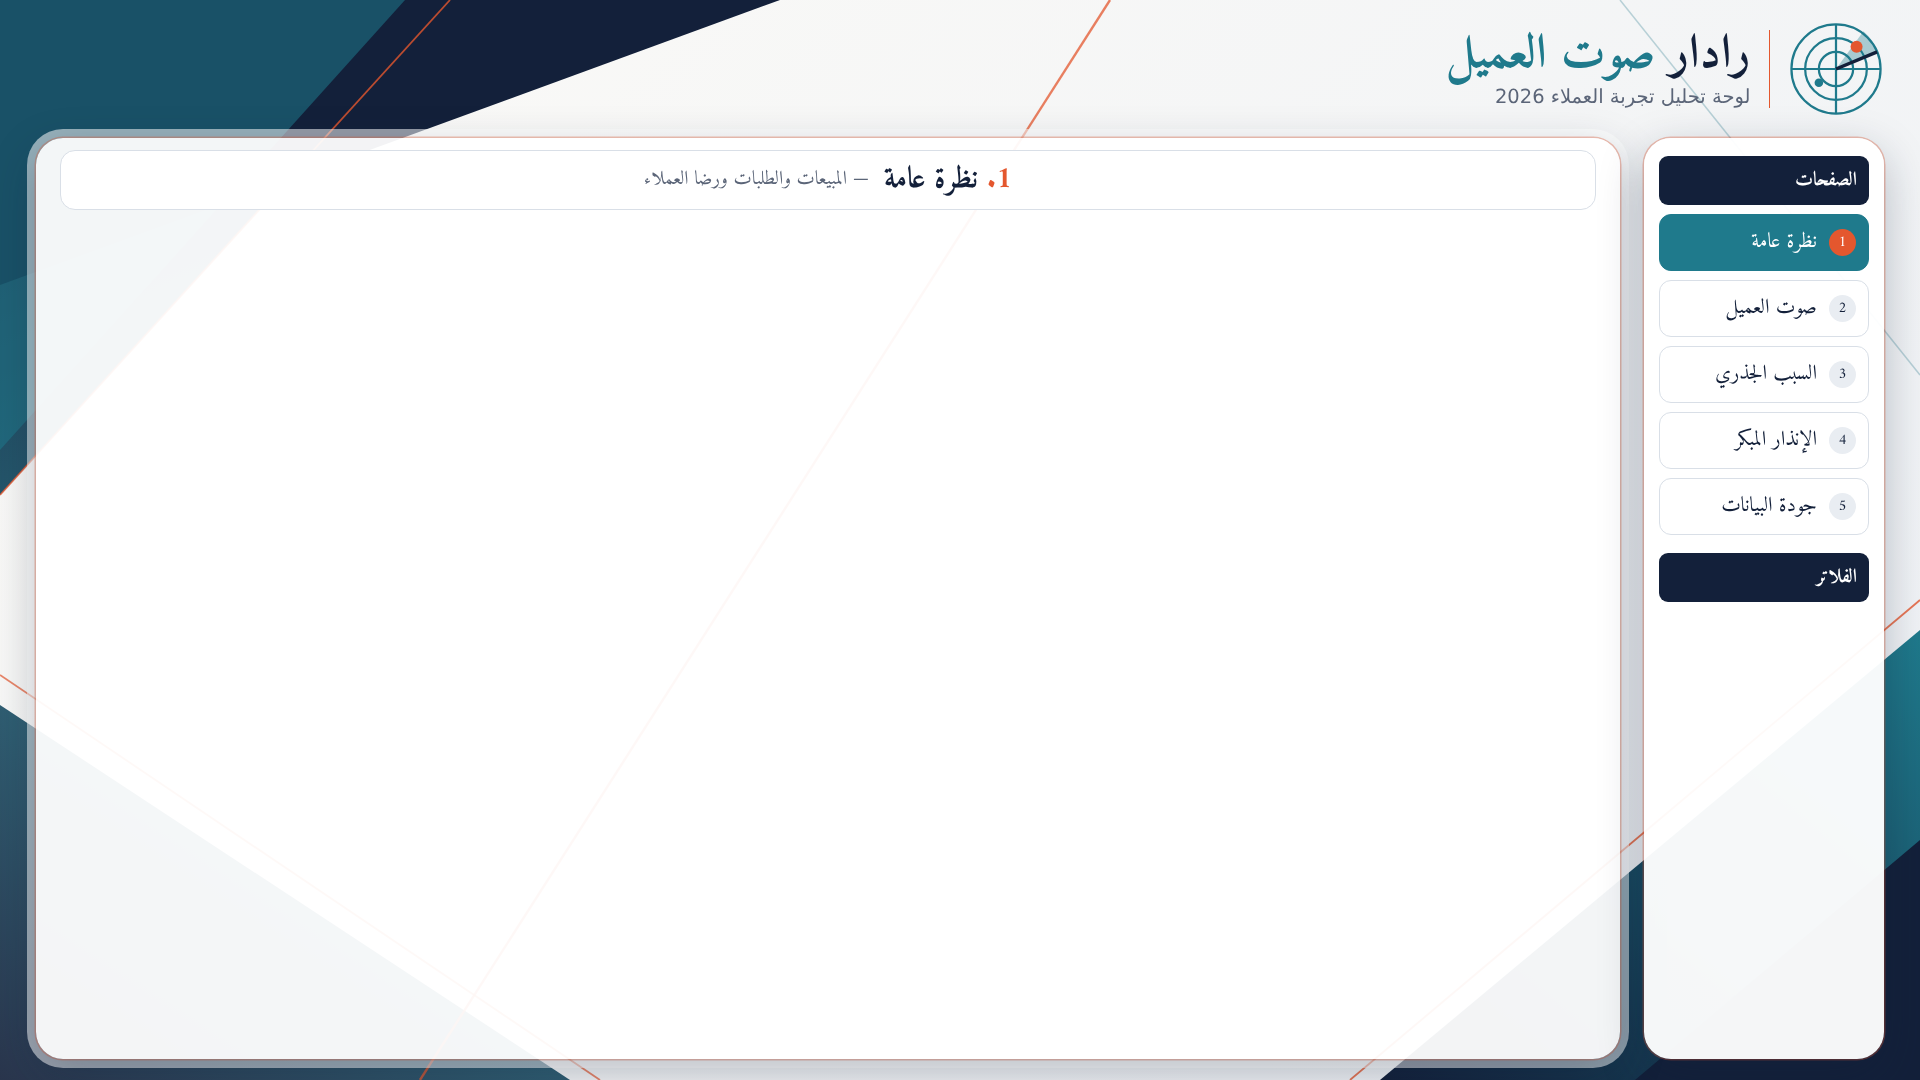 رادار صوت العميل
لوحة تحليل تجربة العملاء 2026
الصفحات
1 نظرة عامة
2 صوت العميل
3 السبب الجذري
4 الإنذار المبكر
5 جودة البيانات
الفلاتر
1. نظرة عامة – المبيعات والطلبات ورضا العملاء